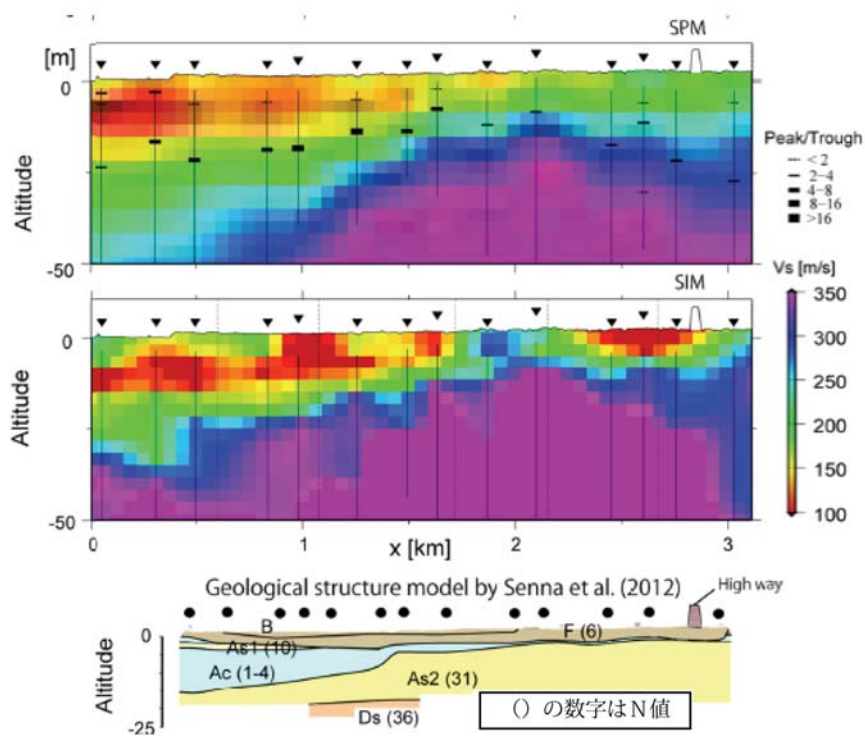 SPM
[m]
0
Altitude
-50
Peak/Trough
< 2
2-4
4-8
8-16
>16
SIM
Vs [m/s]
350
300
250
200
150
100
0
Altitude
-50
0
1
2
3
x [km]
Geological structure model by Senna et al. (2012)
High way
0
B
F (6)
As1 (10)
Ac (1-4)
As2 (31)
Altitude
Ds (36)
-25
() の数字はN値